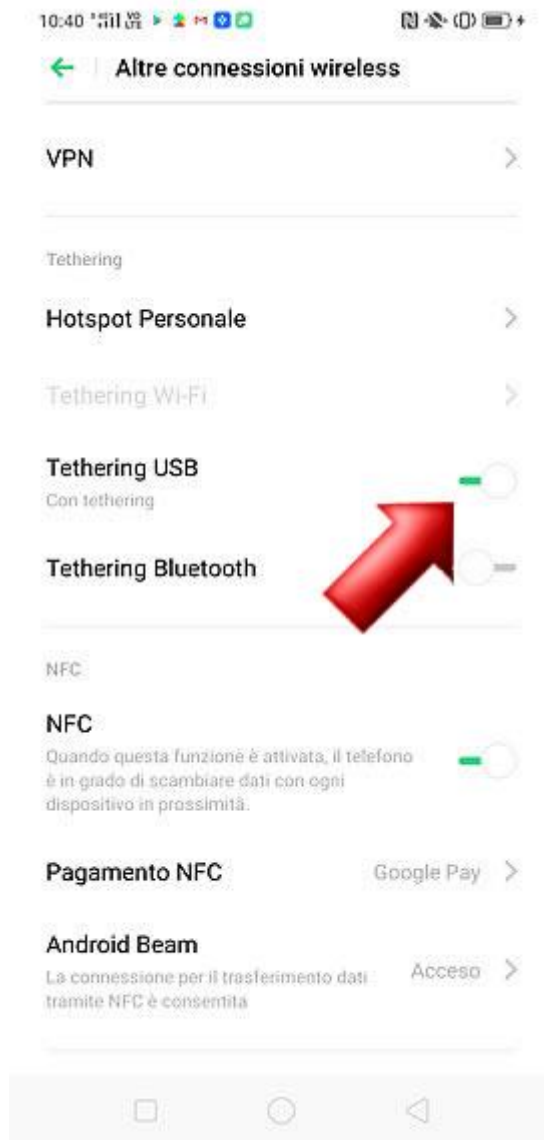 10:40
Altre connessioni wireless
VPN
Tethering
Hotspot Personale
Tethering Wi-Fi
Tethering USB
Con tethering
Tethering Bluetooth
NFC
NFC
Quando questa funzione è attivata, il telefono
è in grado di scambiare dati con ogni
dispositivo in prossimità.
Pagamento NFC Google Pay
Android Beam
Acceso
La connessione per il trasferimento dati
tramite NFC è consentita